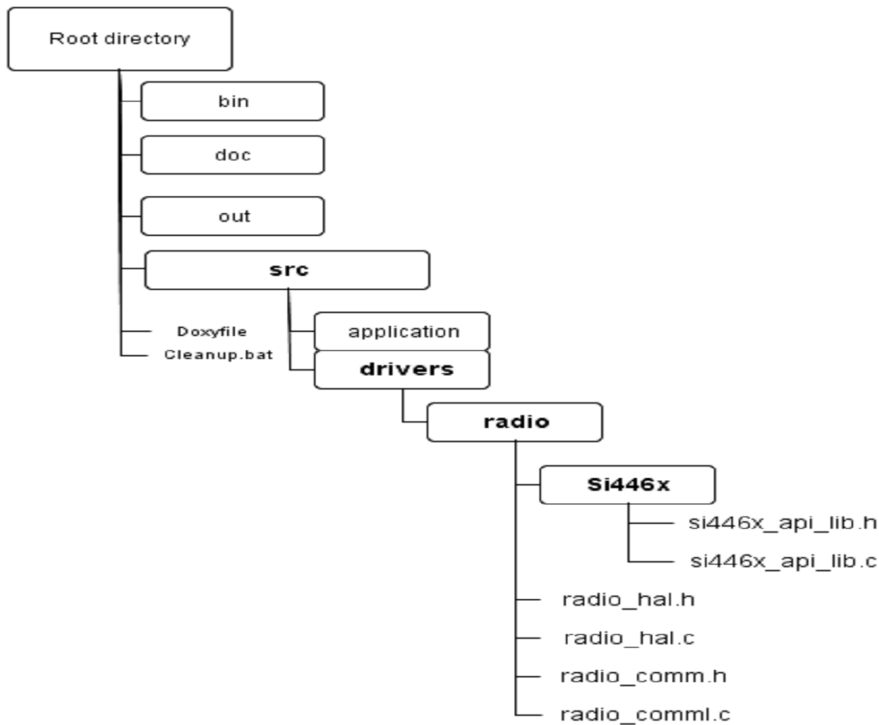 Root directory
bin
doc
out
src
Doxyfile
application
Cleanup.bat
drivers
radio
Si446x
si446x_api_lib.h
si446x_api_lib.c
radio_hal.h
radio_hal.c
radio_comm.h
radio_comml.c